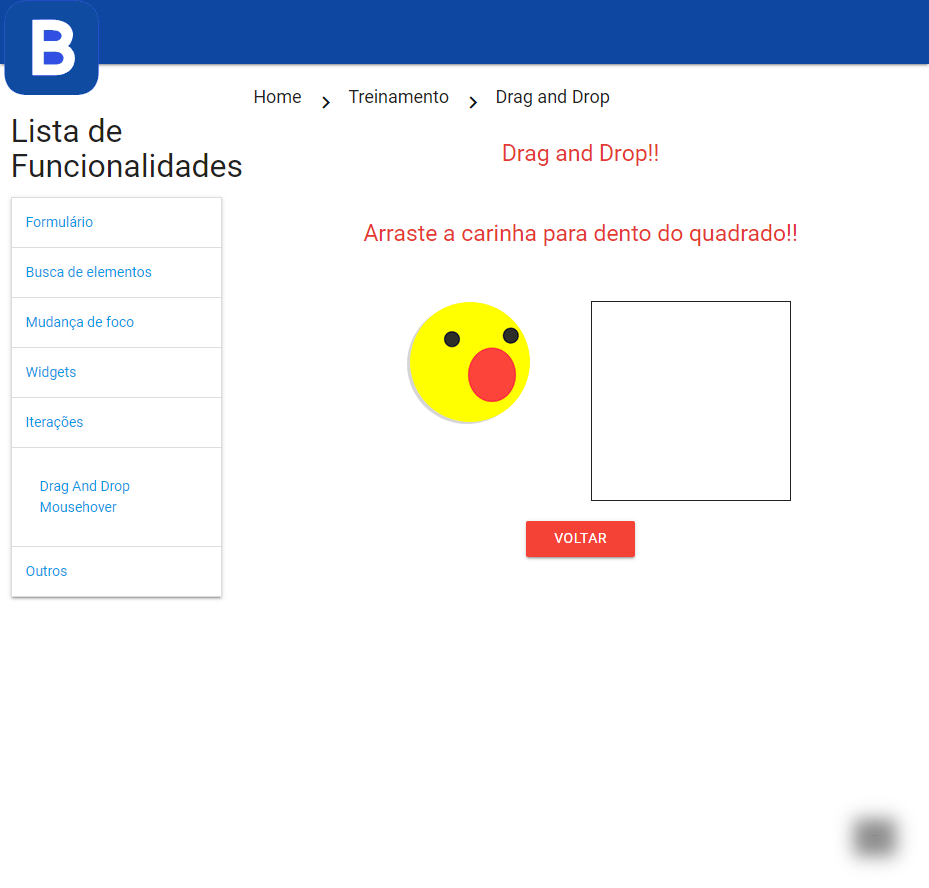 B
Home
Treinamento
Drag and Drop
Lista de
Funcionalidades
Drag and Drop!!
Arraste a carinha para dento do quadrado!!
Formulário
Busca de elementos
Mudança de foco
Widgets
Iterações
Drag And Drop
Mousehover
Outros
VOLTAR